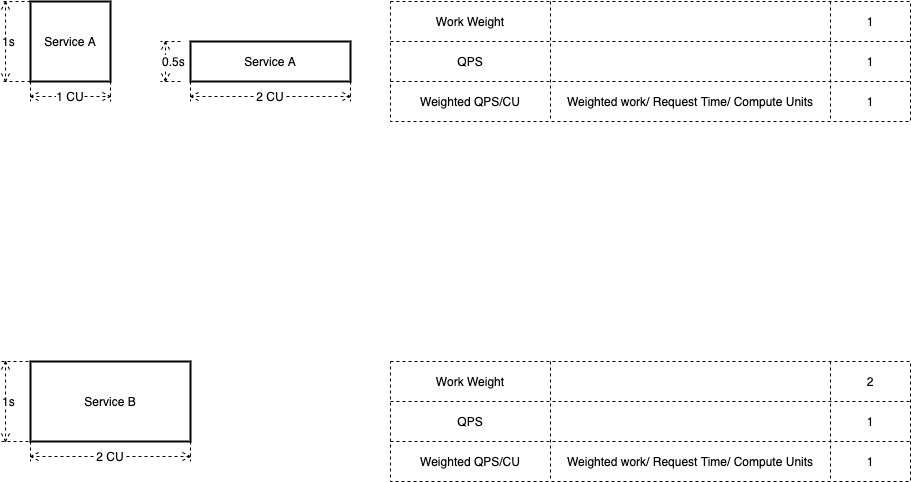 1s
Service A
1 CU
0.5s
Service A
2 CU
Work Weight 1
QPS 1
Weighted QPS/CU Weighted work/ Request Time/ Compute Units 1
1s
Service B
2 CU
Work Weight 2
QPS 1
Weighted QPS/CU Weighted work/ Request Time/ Compute Units 1